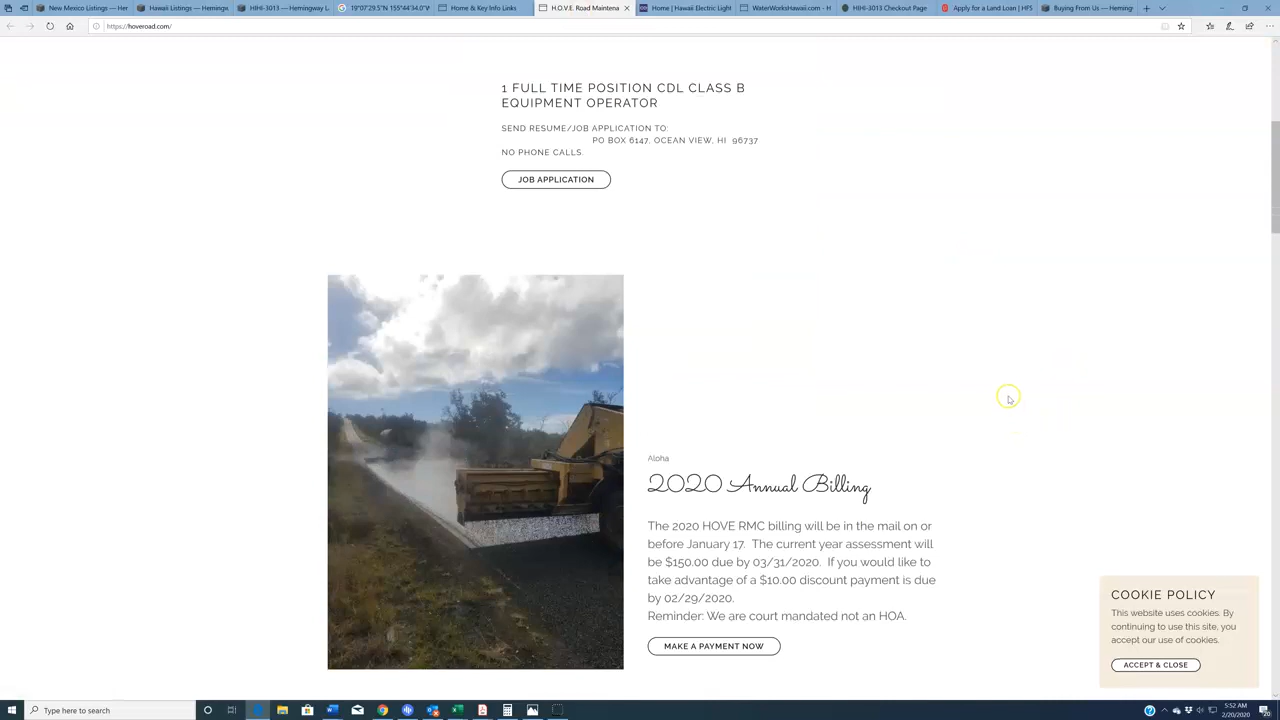 New Mexico Listings — Her
Hawaii Listings — Hemings
HIHI-3013 — Hemingway L
19°07'29.5"N 155°44'34.0"V
Home & Key Info Links
H.O.V.E. Road Maintena
Home | Hawaii Electric Light
WaterWorksHawaii.com - H
HIHI-3013 Checkout Page
Apply for a Land Loan | HFS
Buying From Us — Heming
https://hoveroad.com/
1 FULL TIME POSITION CDL CLASS B
EQUIPMENT OPERATOR
SEND RESUME/JOB APPLICATION TO:
PO BOX 6147, OCEAN VIEW, HI 96737
NO PHONE CALLS.
JOB APPLICATION
Aloha
2020 Annual Billing
The 2020 HOVE RMC billing will be in the mail on or
before January 17. The current year assessment will
be $150.00 due by 03/31/2020. If you would like to
take advantage of a $10.00 discount payment is due
by 02/29/2020.
Reminder: We are court mandated not an HOA.
MAKE A PAYMENT NOW
COOKIE POLICY
This website uses cookies. By
continuing to use this site, you
accept our use of cookies.
ACCEPT & CLOSE
Type here to search
5:52 AM
2/20/2020
20